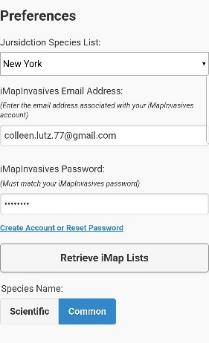 Preferences
Jursidction Species List:
New York
iMapInvasives Email Address:
(Enter the email address associated with your iMapInvasives
account)
colleen.lutz.77@gmail.com
iMapInvasives Password:
(Must match your iMapInvasives password)
••••••••
Create Account or Reset Password
Retrieve iMap Lists
Species Name:
Scientific Common